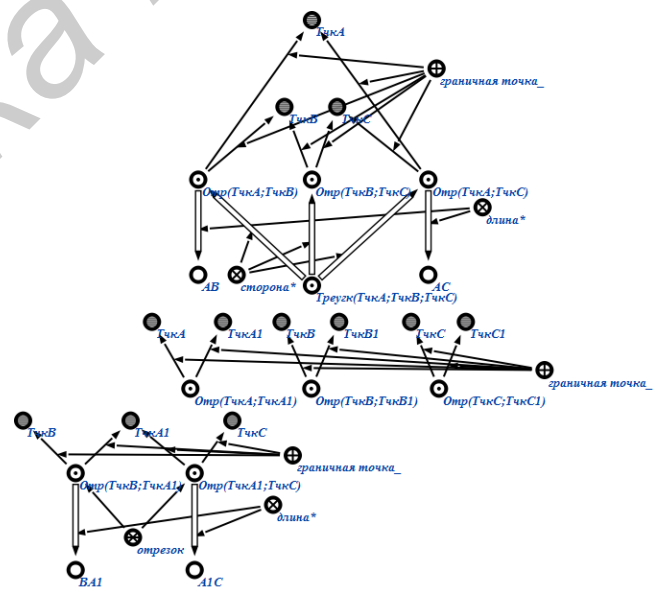 ТчкА
граничная точка_
ТчкВ ТчкС
Отр(ТчкА;ТчкВ) Отр(ТчкВ;ТчкС) Отр(ТчкА;ТчкС)
длина*
АВ сторона* АС
Треугк(ТчкА;ТчкВ;ТчкС)
ТчкА ТчкА1 ТчкВ ТчкВ1 ТчкС ТчкС1
граничная точка_
Отр(ТчкА;ТчкА1) Отр(ТчкВ;ТчкВ1) Отр(ТчкС;ТчкС1)
ТчкВ ТчкА1 ТчкС
граничная точка_
Отр(ТчкВ;ТчкА1) Отр(ТчкА1;ТчкС)
длина*
отрезок
ВА1 А1С